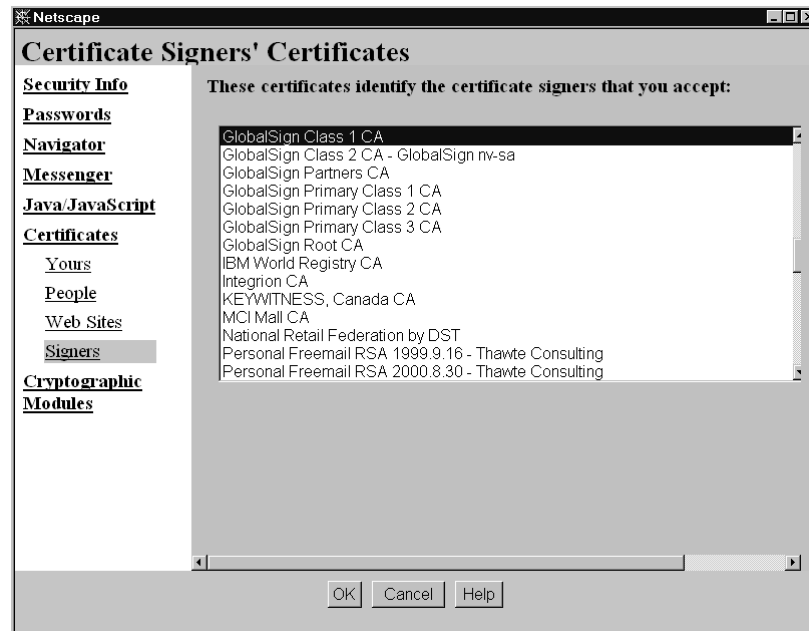 Netscape
Certificate Signers' Certificates
Security Info
Passwords
Navigator
Messenger
Java/JavaScript
Certificates
Yours
People
Web Sites
Signers
Cryptographic
Modules
These certificates identify the certificate signers that you accept:
GlobalSign Class 1 CA
GlobalSign Class 2 CA - GlobalSign nv-sa
GlobalSign Partners CA
GlobalSign Primary Class 1 CA
GlobalSign Primary Class 2 CA
GlobalSign Primary Class 3 CA
GlobalSign Root CA
IBM World Registry CA
Integrion CA
KEYWITNESS, Canada CA
MCI Mall CA
National Retail Federation by DST
Personal Freemail RSA 1999.9.16 - Thawte Consulting
Personal Freemail RSA 2000.8.30 - Thawte Consulting
OK Cancel Help